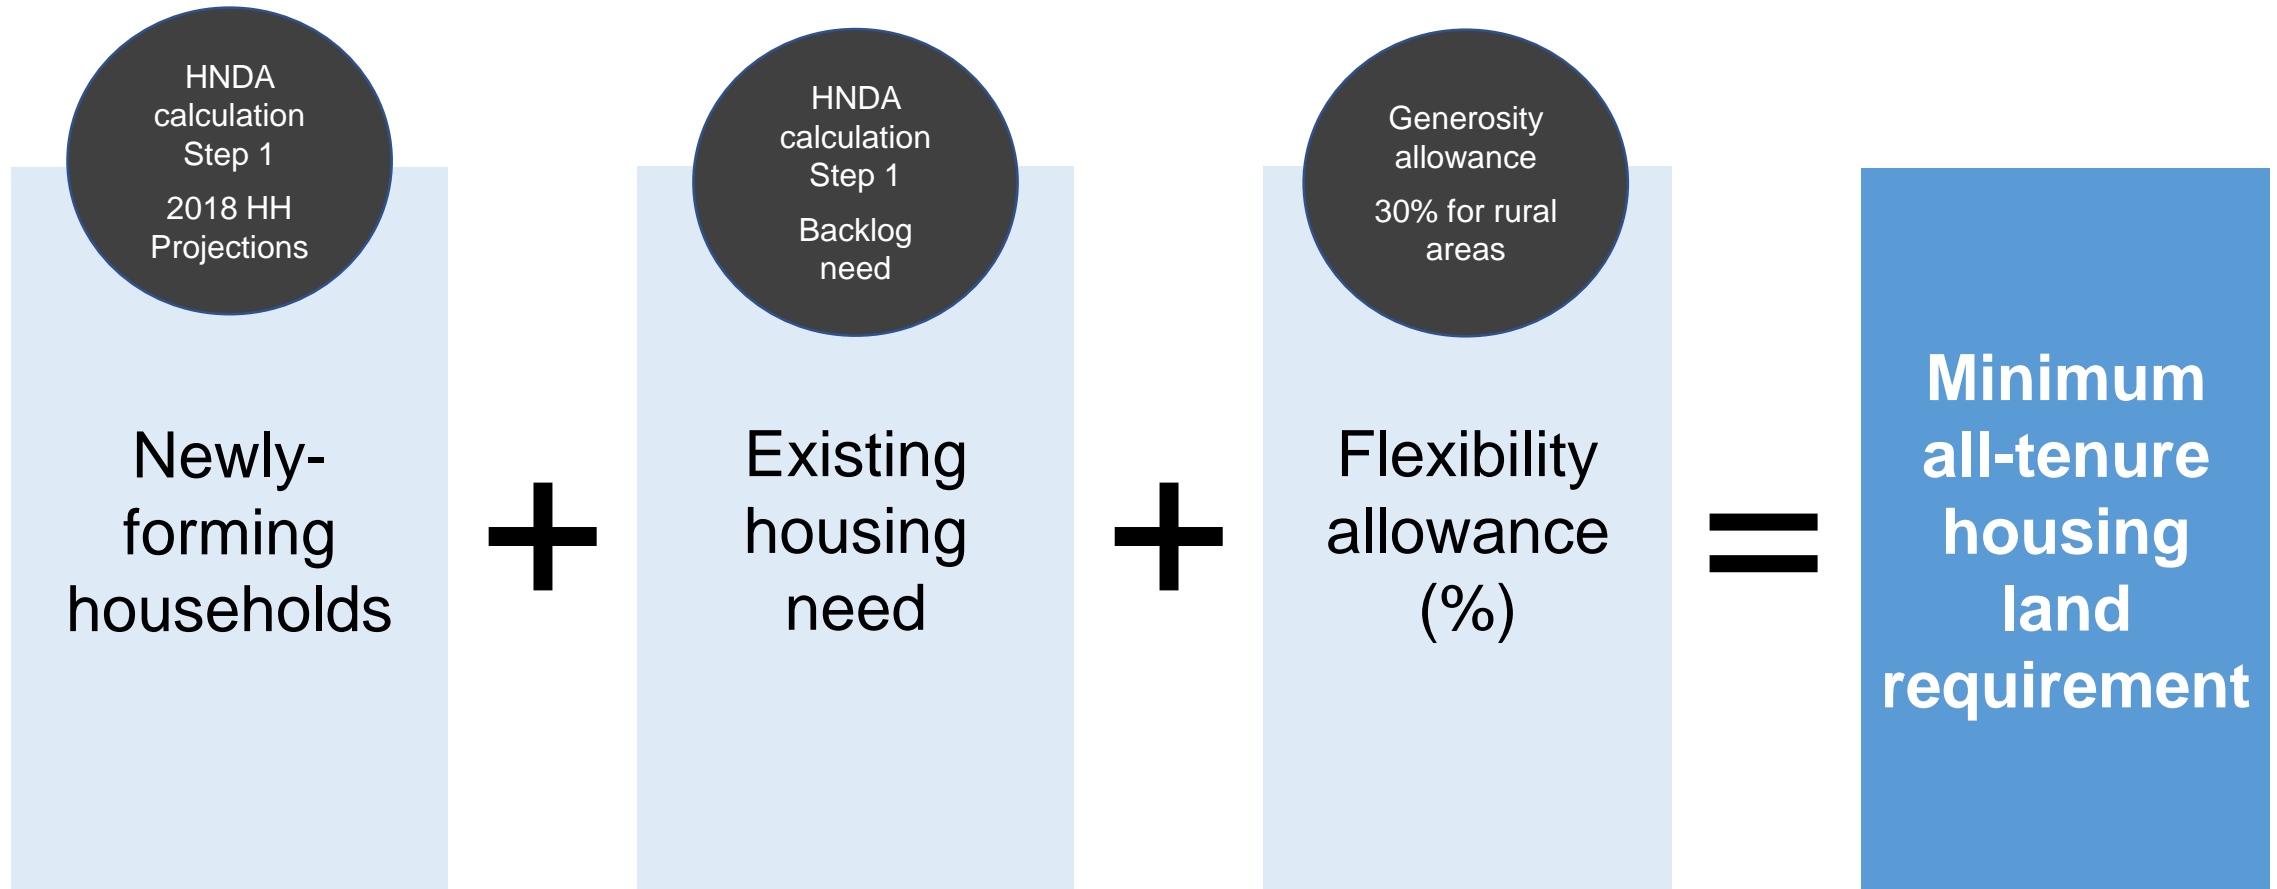 HNDA
calculation
Step 1
2018 HH
Projections
Newly-
forming
households
+
HNDA
calculation
Step 1
Backlog
need
Existing
housing
need
+
Generosity
allowance
30% for rural
areas
Flexibility
allowance
(%)
=
Minimum
all-tenure
housing
land
requirement